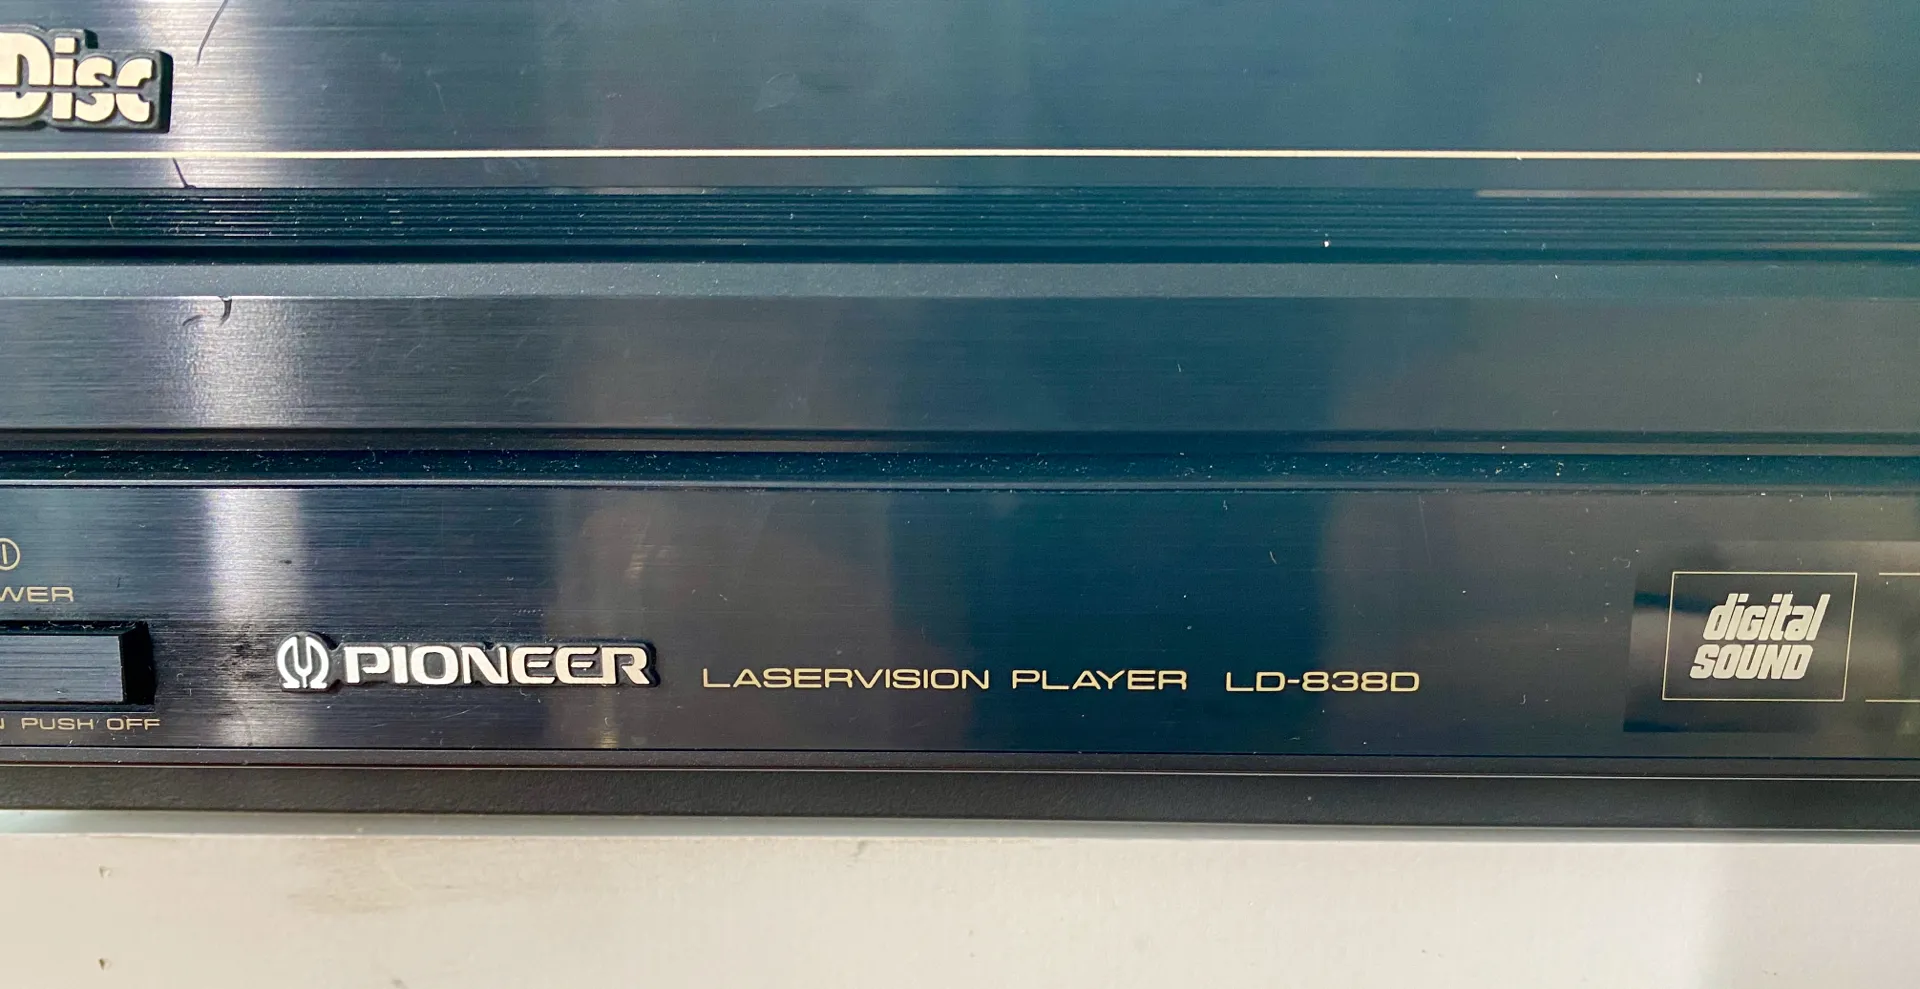 Disc
WER
PUSH OFF
PIONEER LASERVISION PLAYER LD-838D
digital
SOUND